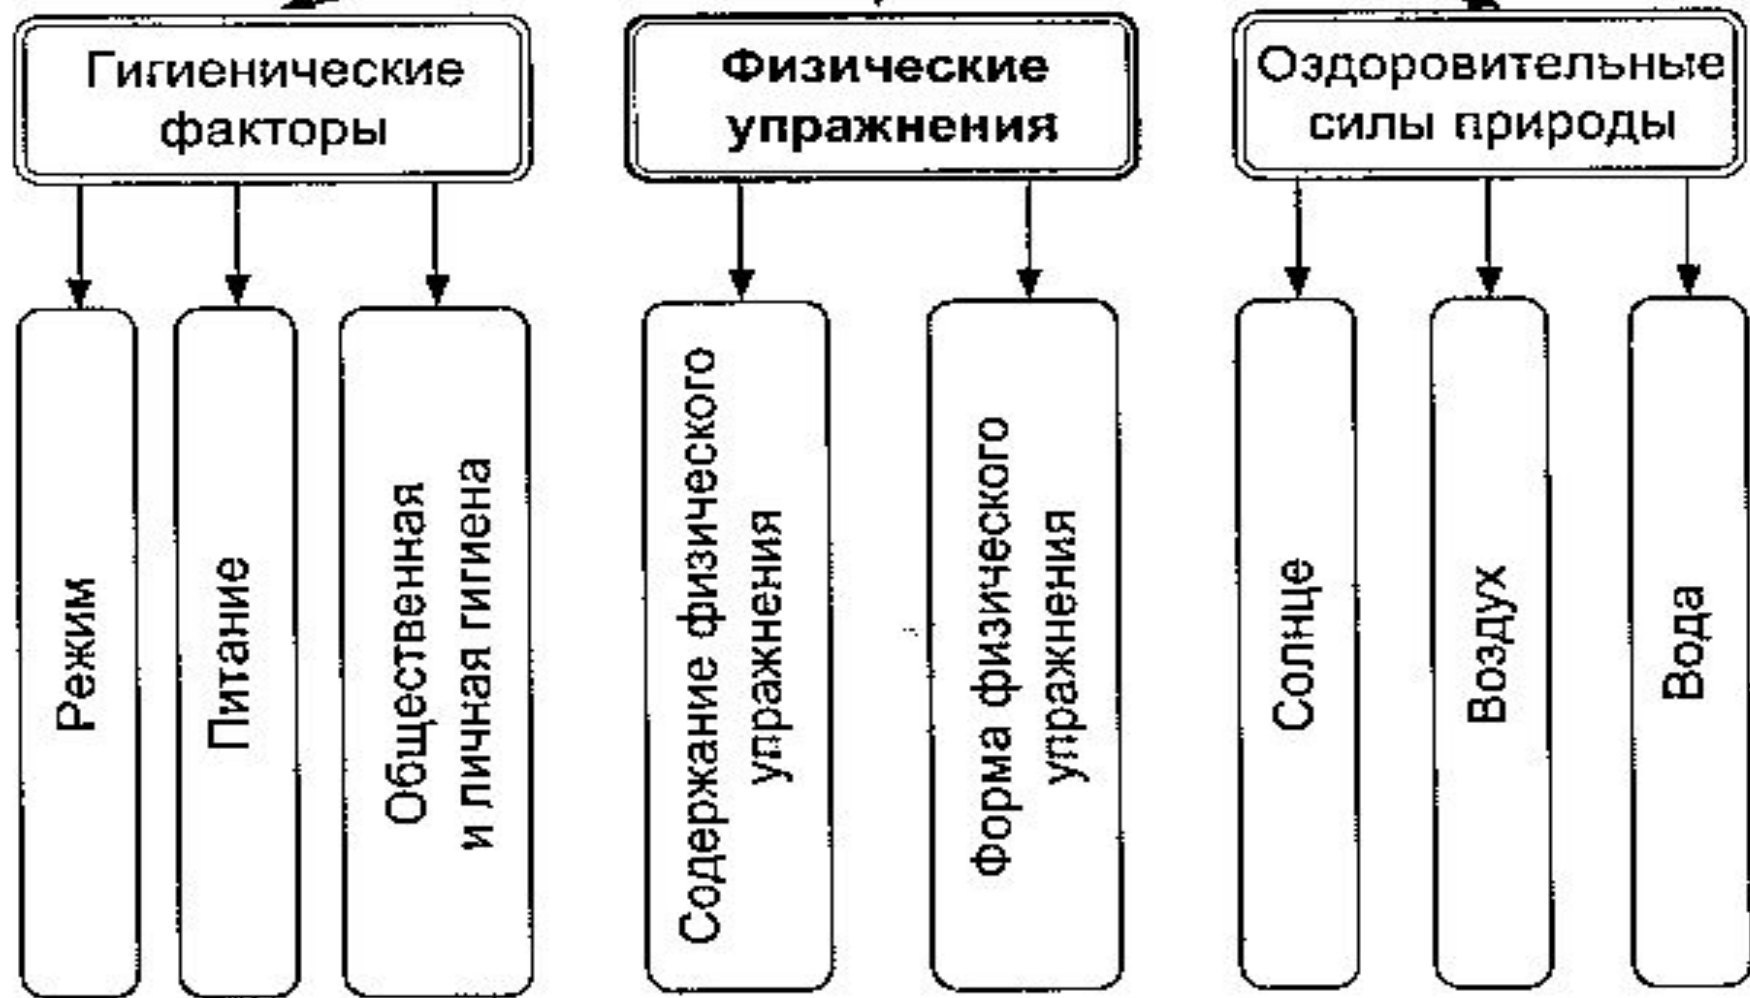 Гигиенические
факторы
Физические
упражнения
Оздоровительные
силы природы
Режим
Питание
Общественная
и личная гигиена
Содержание физического
упражнения
Форма физического
упражнения
Солнце
Воздух
Вода